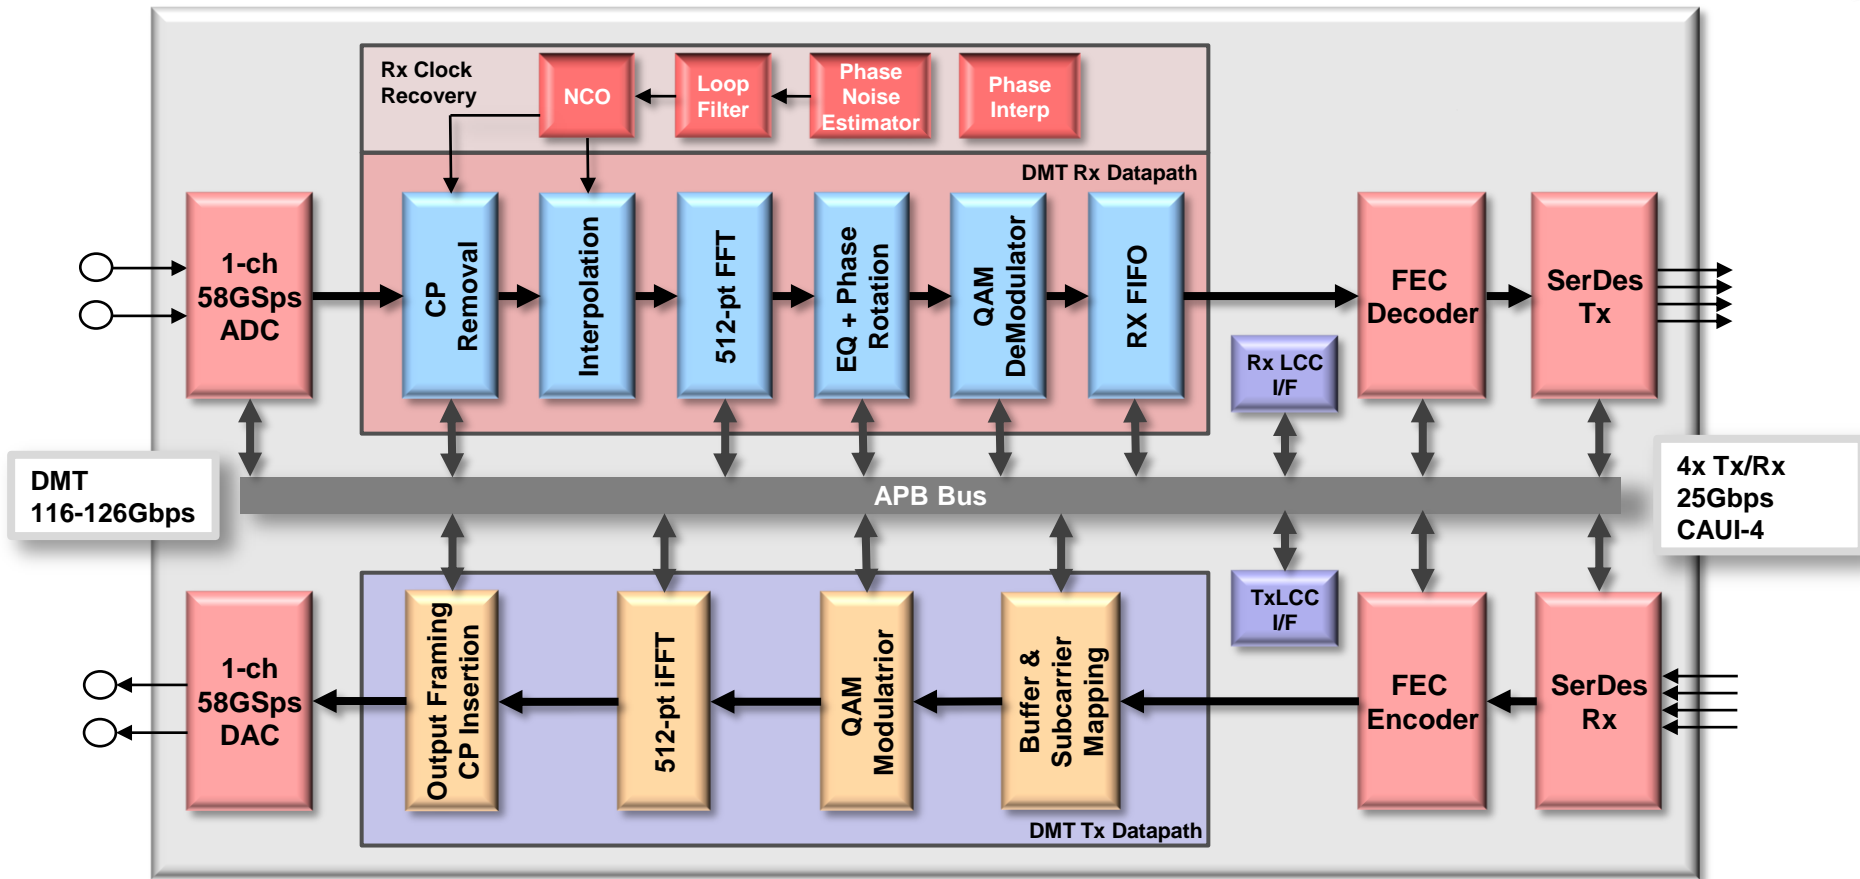 Rx Clock
Recovery
NCO
Loop
Filter
Phase
Noise
Estimator
Phase
Interp
DMT Rx Datapath
1-ch
58GSps
ADC
CP
Removal
Interpolation
512-pt FFT
EQ + Phase
Rotation
QAM
DeModulator
RX FIFO
Rx LCC
I/F
FEC
Decoder
SerDes
Tx
DMT
116-126Gbps
APB Bus
4x Tx/Rx
25Gbps
CAUI-4
1-ch
58GSps
DAC
Output Framing
CP Insertion
512-pt iFFT
QAM
Modulatrior
Buffer &
Subcarrier
Mapping
TxLCC
I/F
FEC
Encoder
SerDes
Rx
DMT Tx Datapath